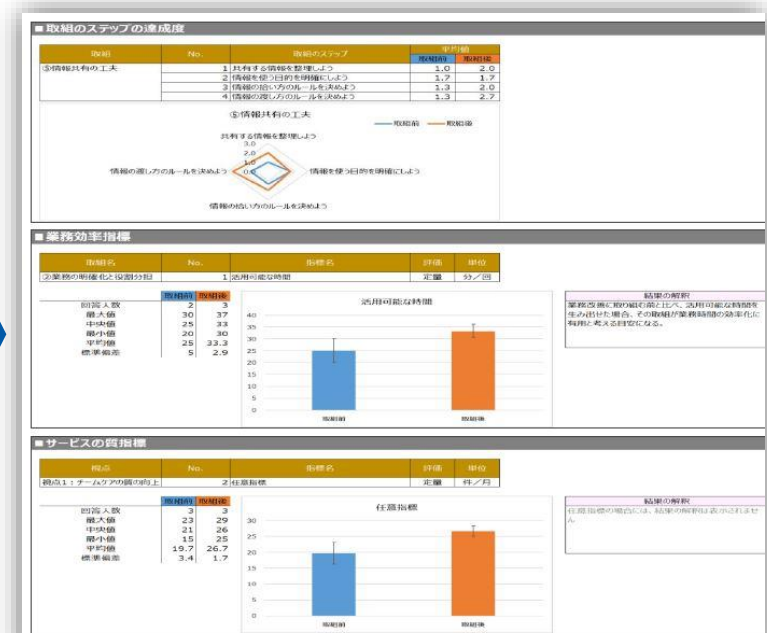 ■取組のステップの達成度
取組 No. 取組のステップ 平均値
取組前 取組後
⑤情報共有の工夫 1 共有する情報を整理しよう 1.0 2.0
2 情報を使う目的を明確にしよう 1.7 1.7
3 情報の拾い方のルールを決めよう 1.3 2.0
4 情報の渡し方のルールを決めよう 1.3 2.7
⑤情報共有の工夫
取組前 取組後
共有する情報を整理しよう
3.0
2.0
1.0
0.0
情報の渡し方のルールを決めよう 情報を使う目的を明確にしよう
情報の拾い方のルールを決めよう
■業務効率指標
取組名 No. 指標名 評価 単位
②業務の明確化と役割分担 1 活用可能な時間 定量 分／回
取組前 取組後
回答人数 2 3
最大値 30 37
中央値 25 33
最小値 20 30
平均値 25 33.3
標準偏差 5 2.9
活用可能な時間
40
35
30
25
20
15
10
5
0
取組前 取組後
結果の解釈
業務改善に取り組む前と比べ、活用可能な時間を
生み出せた場合、その取組が業務時間の効率化に
有用と考える目安になる。
■サービスの質指標
視点 No. 指標名 評価 単位
視点1：チームケアの質の向上 2 任意指標 定量 件／月
取組前 取組後
回答人数 3 3
最大値 23 29
中央値 21 26
最小値 15 25
平均値 19.7 26.7
標準偏差 3.4 1.7
任意指標
30
25
20
15
10
5
0
取組前 取組後
結果の解釈
任意指標の場合には、結果の解釈は表示されませ
ん